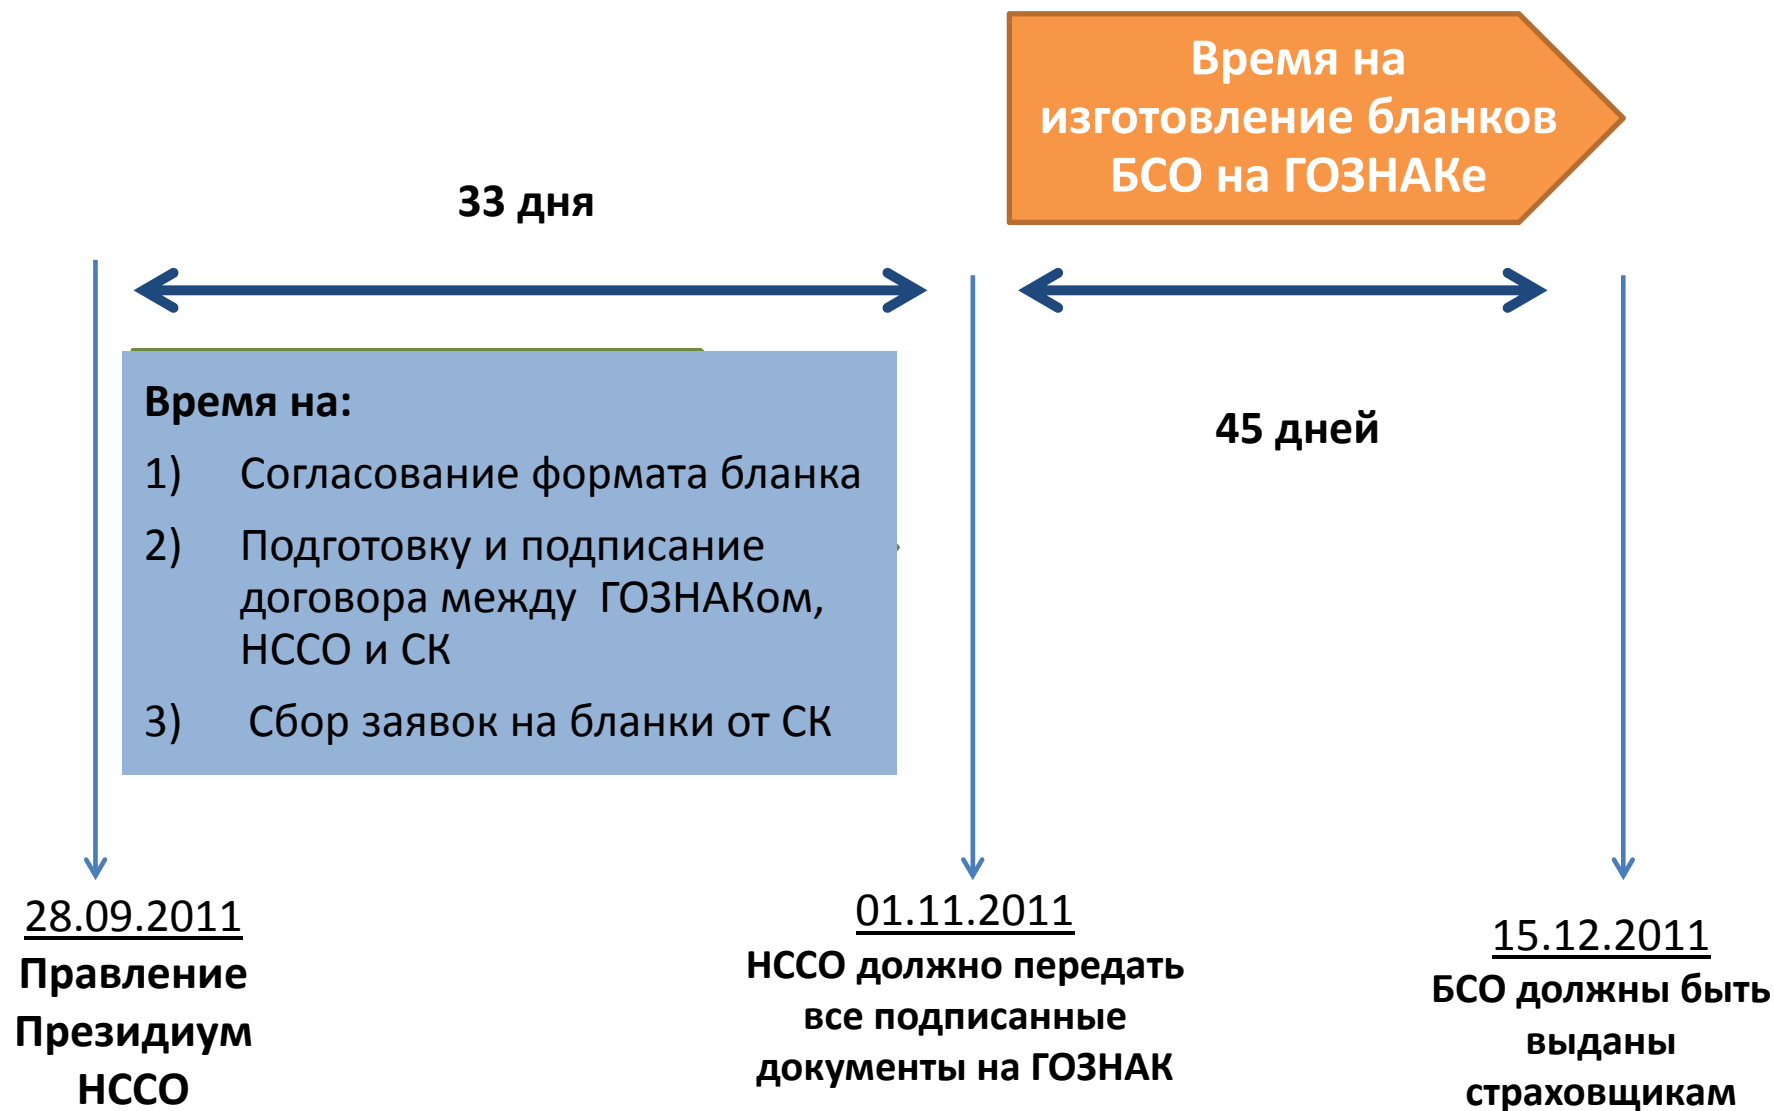 Время на
изготовление бланков
БСО на ГОЗНАКе
33 дня
Время на:
1) Согласование формата бланка
2) Подготовку и подписание
договора между ГОЗНАКом,
НССО и СК
3) Сбор заявок на бланки от СК
45 дней
28.09.2011
Правление
Президиум
НССО
01.11.2011
НССО должно передать
все подписанные
документы на ГОЗНАК
15.12.2011
БСО должны быть
выданы
страховщикам